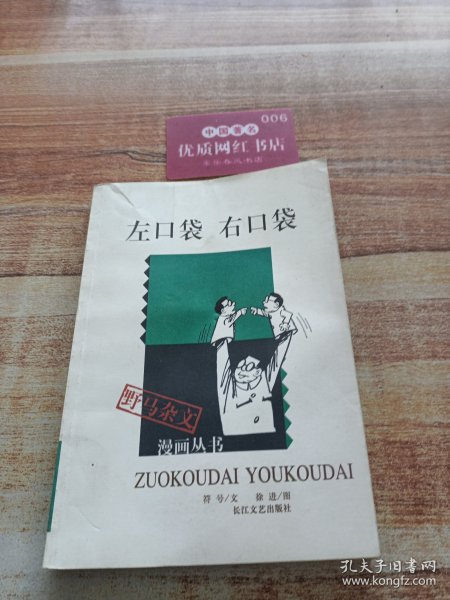 006
中国著名
优质网红书店
左口袋 右口袋
野马杂文
漫画丛书
ZUOKOUDAI YOUKOUDAI
符号/文 徐进/图
长江文艺出版社
孔夫子旧书网
www.kongfz.com